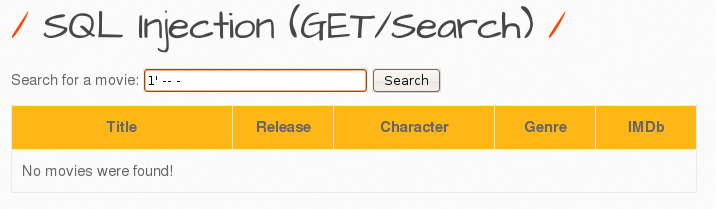 / SQL Injection (GET/Search) /
Search for a movie: 1' -- - Search
Title Release Character Genre IMDb
No movies were found!